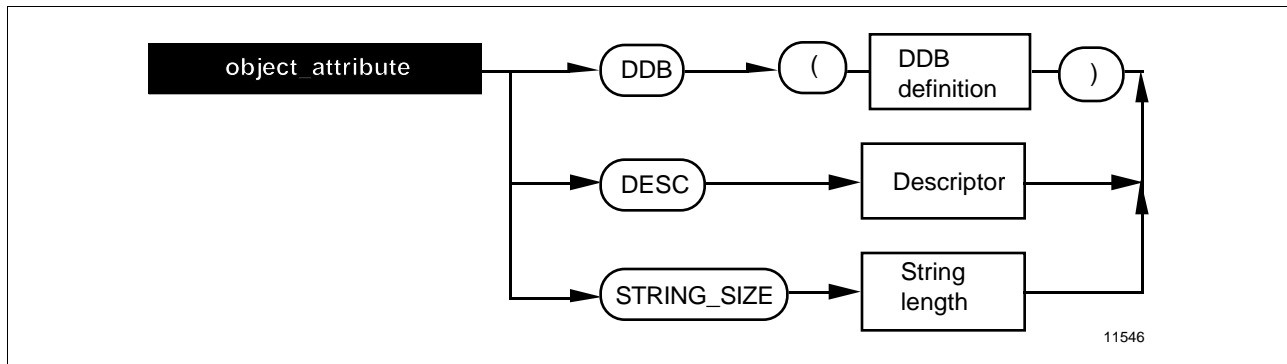 object_attribute
DDB
(
DDB
definition
)
DESC
Descriptor
STRING_SIZE
String
length
11546